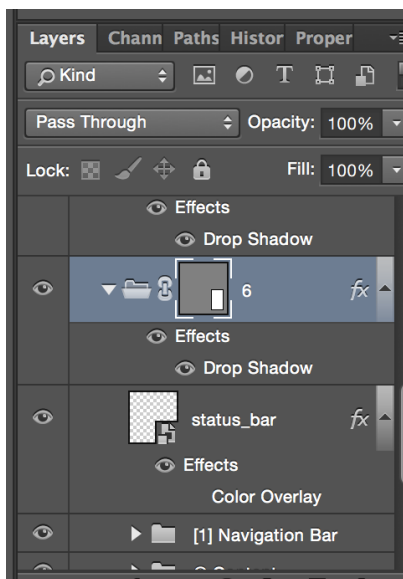 Layers Chann Paths Histor Proper
Kind
Pass Through Opacity: 100%
Lock: Fill: 100%
Effects
Drop Shadow
6 fx
Effects
Drop Shadow
status_bar fx
Effects
Color Overlay
[1] Navigation Bar